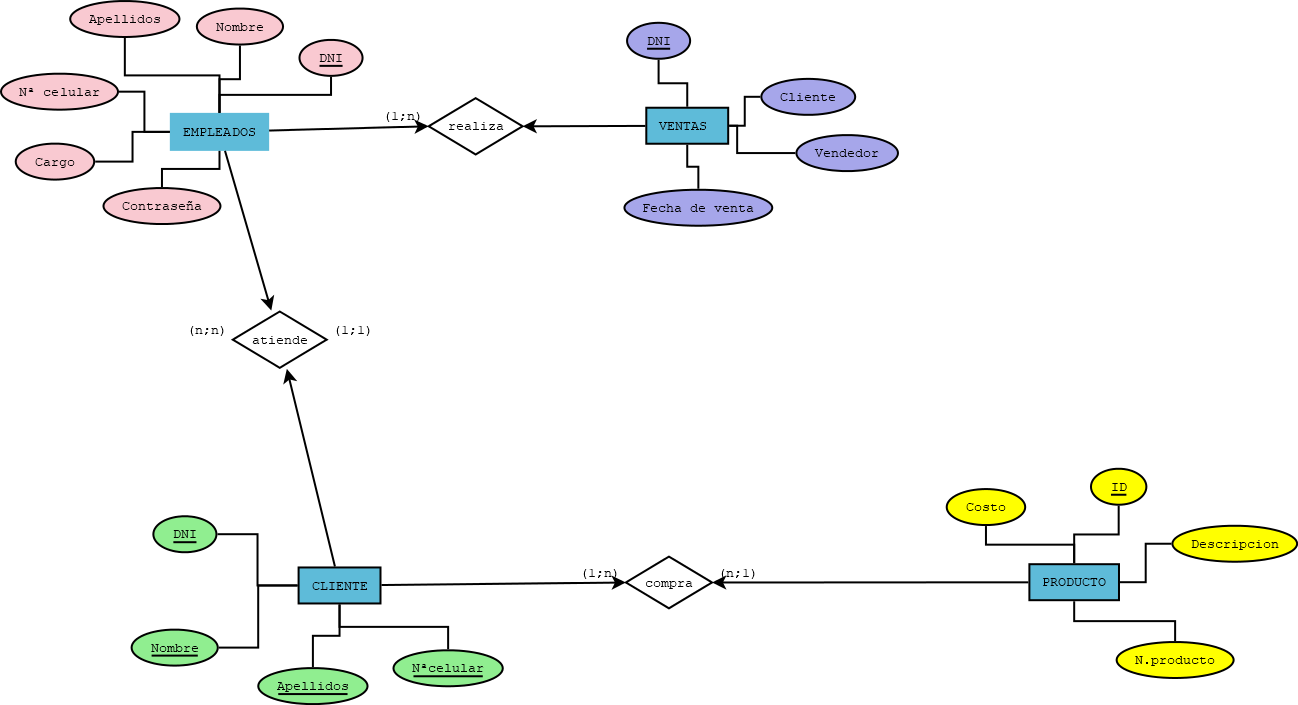 Apellidos
Nombre
DNI
Nª celular
EMPLEADOS
Cargo
Contraseña
(1;n)
realiza
DNI
VENTAS
Cliente
Vendedor
Fecha de venta
(n;n)
atiende
(1;1)
DNI
CLIENTE
Nombre
Apellidos
Nªcelular
(1;n)
compra
(n;1)
Costo
ID
Descripcion
PRODUCTO
N.producto